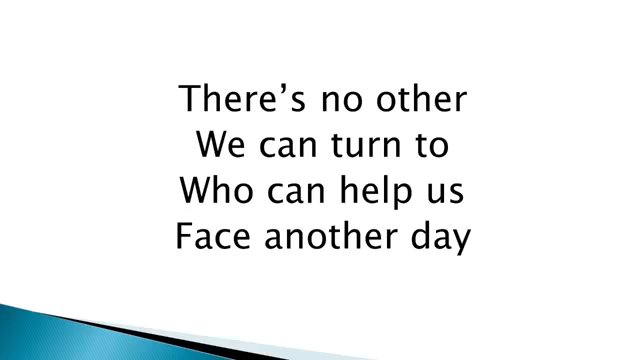 There’s no other
We can turn to
Who can help us
Face another day